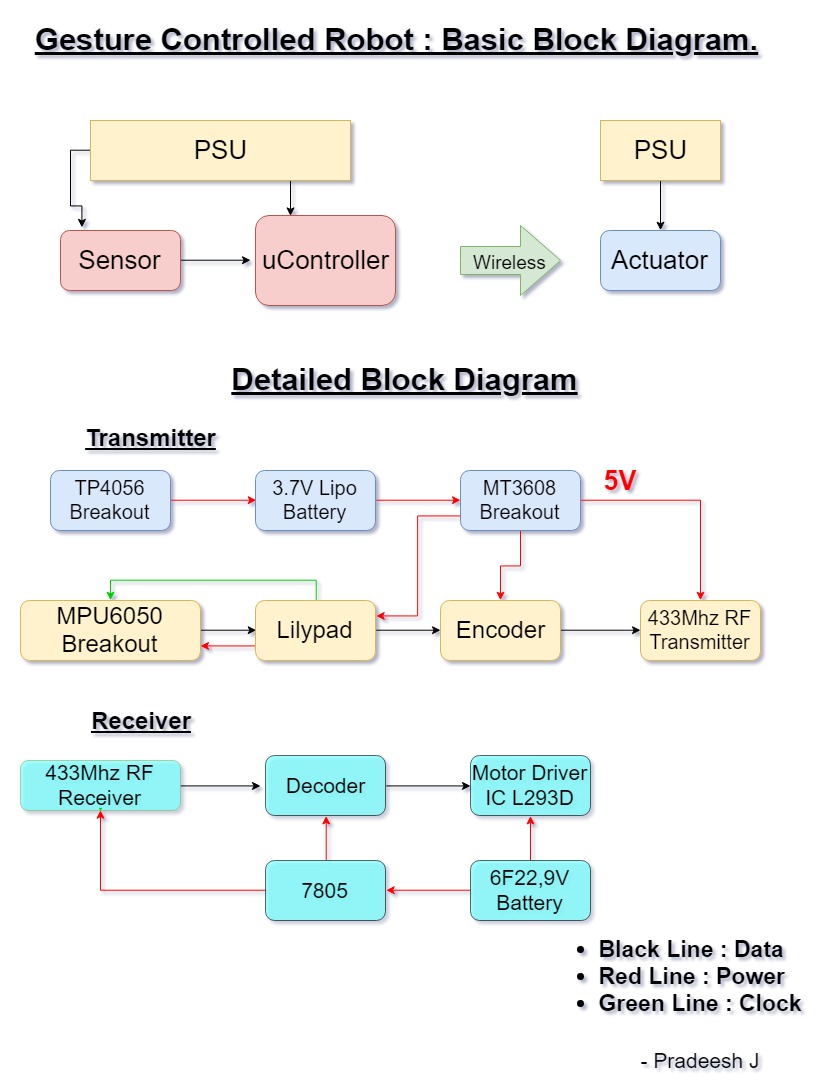 Gesture Controlled Robot : Basic Block Diagram.
PSU
PSU
Sensor
uController
Wireless
Actuator
Detailed Block Diagram
Transmitter
TP4056
Breakout
3.7V Lipo
Battery
MT3608
Breakout
5V
MPU6050
Breakout
Lilypad
Encoder
433Mhz RF
Transmitter
Receiver
433Mhz RF
Receiver
Decoder
Motor Driver
IC L293D
7805
6F22,9V
Battery
• Black Line : Data
• Red Line : Power
• Green Line : Clock
- Pradeesh J